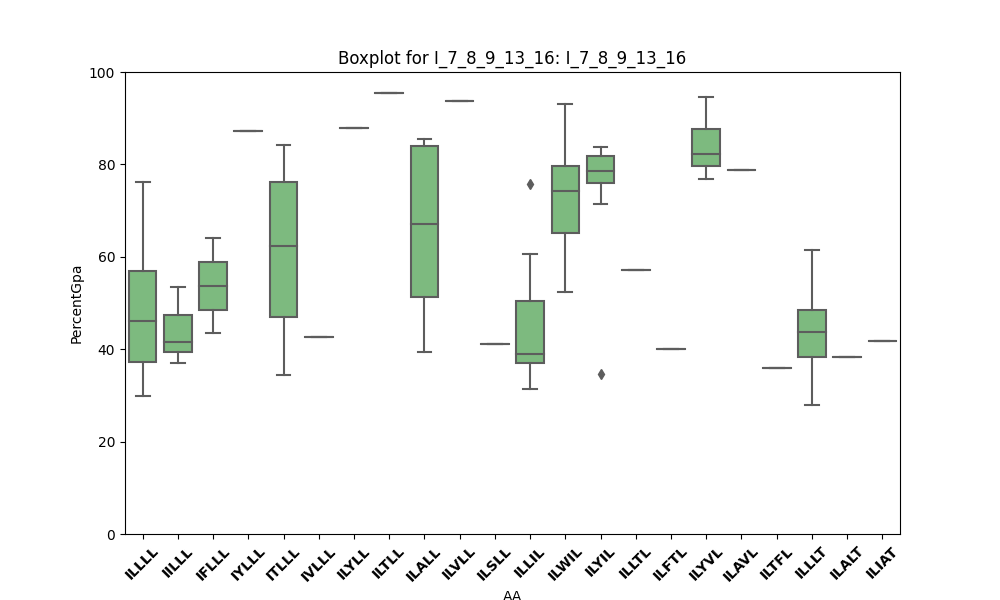 Boxplot for I_7_8_9_13_16: I_7_8_9_13_16
100
80
60
40
20
0
PercentGpa
ILLLL IILLL IFLLL IYLLL ITLLL IVLLL ILYLL ILTLL ILALL ILVLL ILSLL ILLIL ILWIL ILYIL ILLTL ILFTL ILYVL ILAVL ILTFL ILLLT ILALT ILIAT
AA